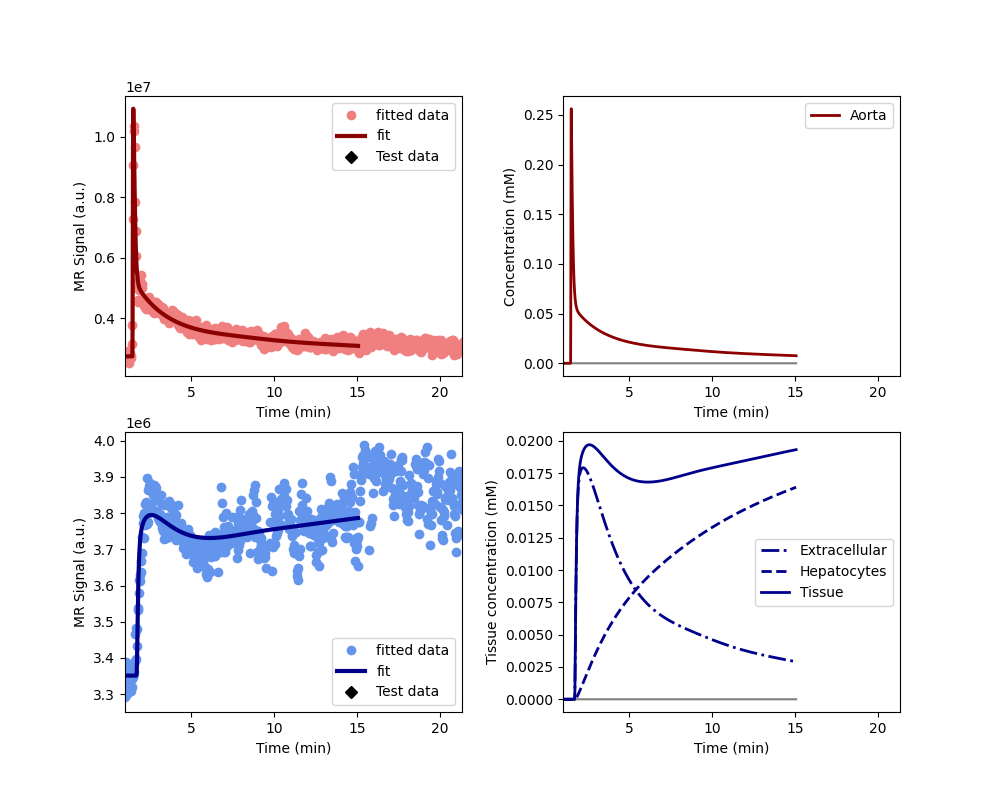 1e7
MR Signal (a.u.)
1.0
0.8
0.6
0.4
fitted data
fit
Test data
5 10 15 20
Time (min)
Concentration (mM)
0.25
0.20
0.15
0.10
0.05
0.00
Aorta
5 10 15 20
Time (min)
1e6
MR Signal (a.u.)
4.0
3.9
3.8
3.7
3.6
3.5
3.4
3.3
fitted data
fit
Test data
5 10 15 20
Time (min)
Tissue concentration (mM)
0.0200
0.0175
0.0150
0.0125
0.0100
0.0075
0.0050
0.0025
0.0000
Extracellular
Hepatocytes
Tissue
5 10 15 20
Time (min)